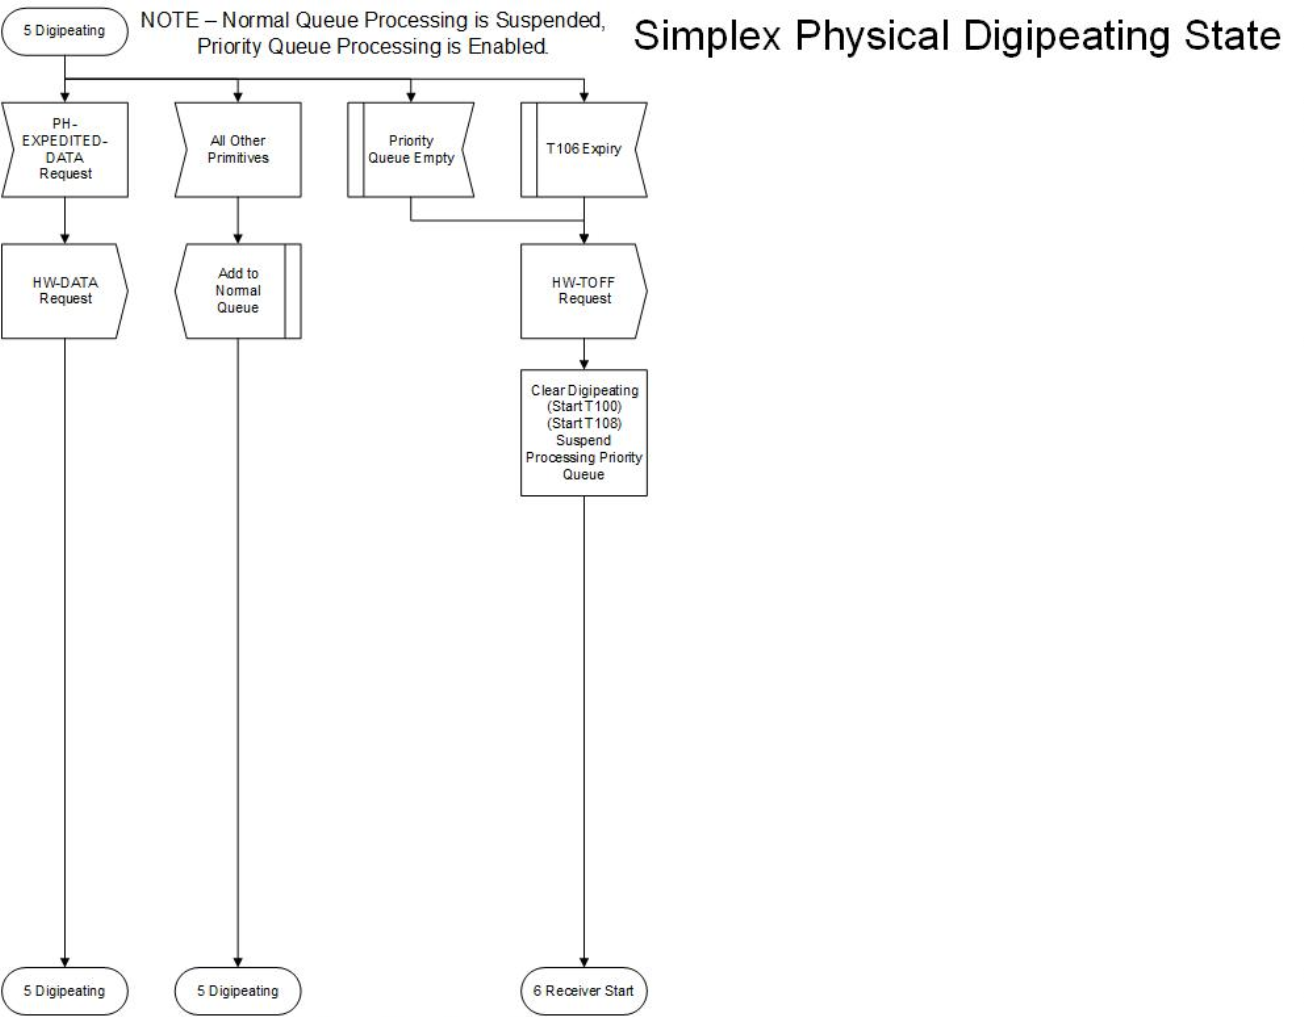 5 Digipeating
NOTE – Normal Queue Processing is Suspended,
Priority Queue Processing is Enabled.
Simplex Physical Digipeating State
PH-
EXPEDITED-
DATA
Request
All Other
Primitives
Priority
Queue Empty
T106 Expiry
HW-DATA
Request
Add to
Normal
Queue
HW-TOFF
Request
Clear Digipeating
(Start T100)
(Start T108)
Suspend
Processing Priority
Queue
5 Digipeating
5 Digipeating
6 Receiver Start